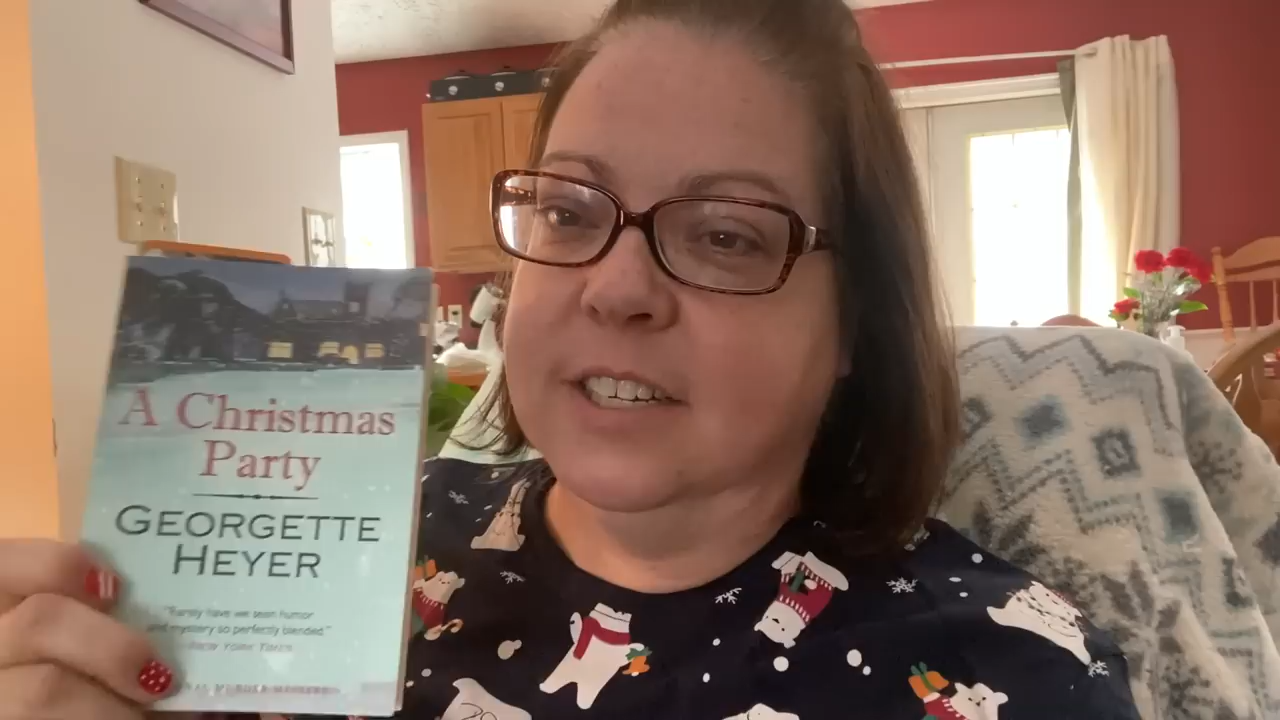 A Christmas
Party
GEORGETTE
HEYER
"Rarely have we seen humor
and mystery so perfectly blended."
New York Times